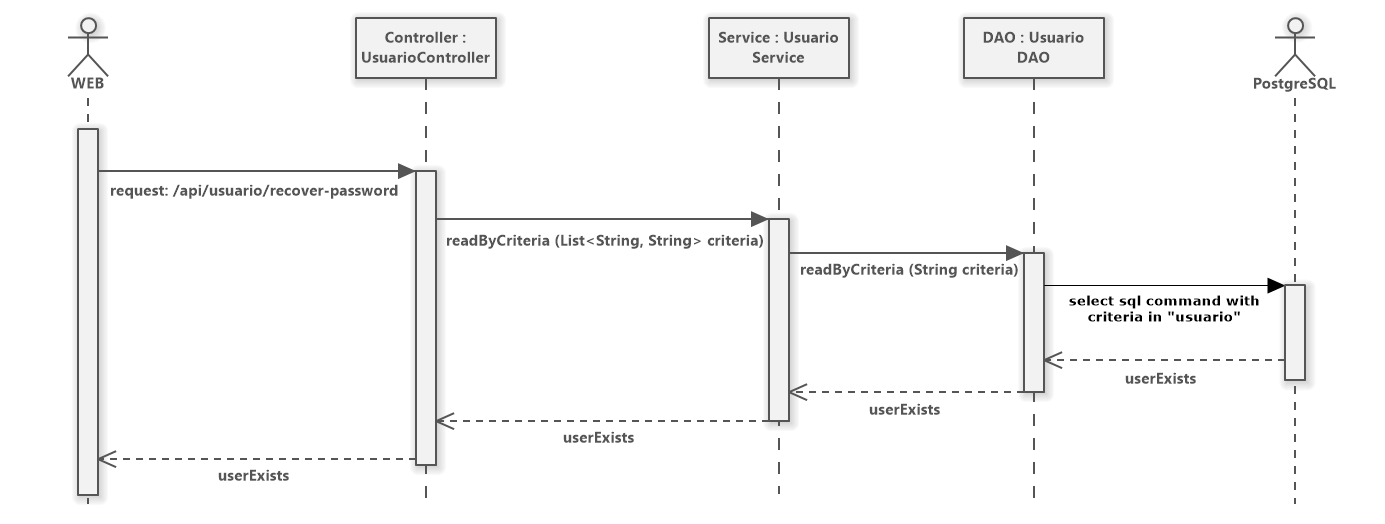 WEB
Controller :
UsuarioController
Service : Usuario
Service
DAO : Usuario
DAO
PostgreSQL
request: /api/usuario/recover-password
readByCriteria (List<String, String> criteria)
readByCriteria (String criteria)
select sql command with
criteria in "usuario"
userExists
userExists
userExists
userExists